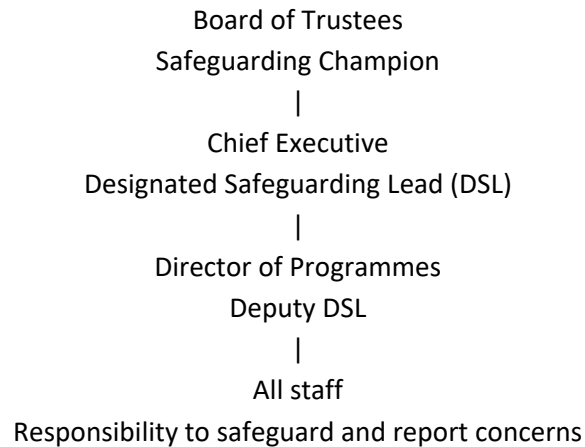 Board of Trustees
Safeguarding Champion
|
Chief Executive
Designated Safeguarding Lead (DSL)
|
Director of Programmes
Deputy DSL
|
All staff
Responsibility to safeguard and report concerns